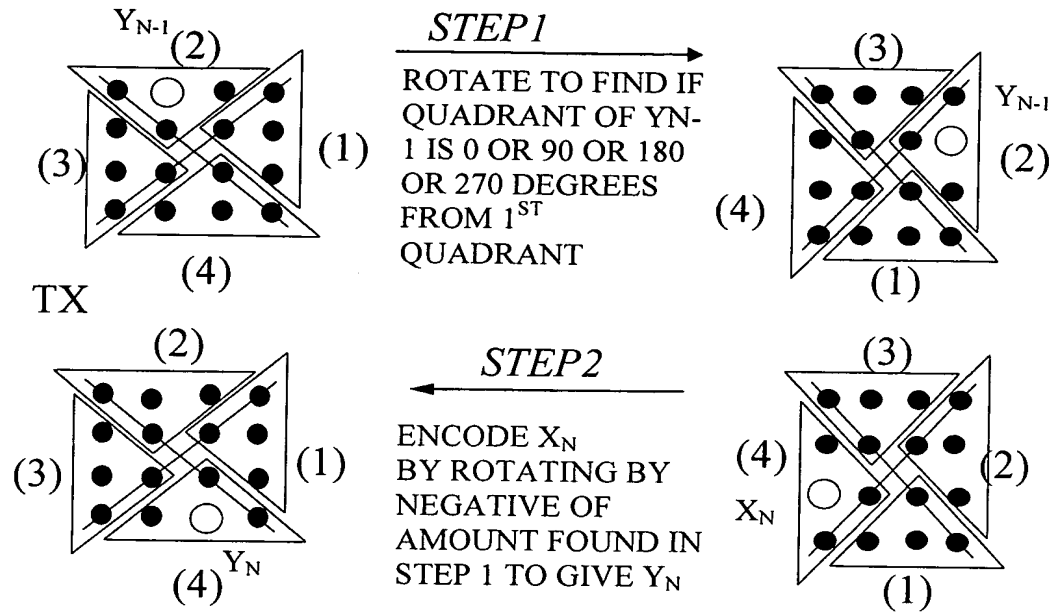 Y_{N-1}
(2)
(3)
(1)
(4)
STEP1
ROTATE TO FIND IF
QUADRANT OF YN-
1 IS 0 OR 90 OR 180
OR 270 DEGREES
FROM 1^{ST}
QUADRANT
(3)
Y_{N-1}
(2)
(4)
(1)
TX
(2)
(3)
(1)
(4)
Y_N
STEP2
ENCODE X_N
BY ROTATING BY
NEGATIVE OF
AMOUNT FOUND IN
STEP 1 TO GIVE Y_N
(3)
(4)
(2)
X_N
(1)